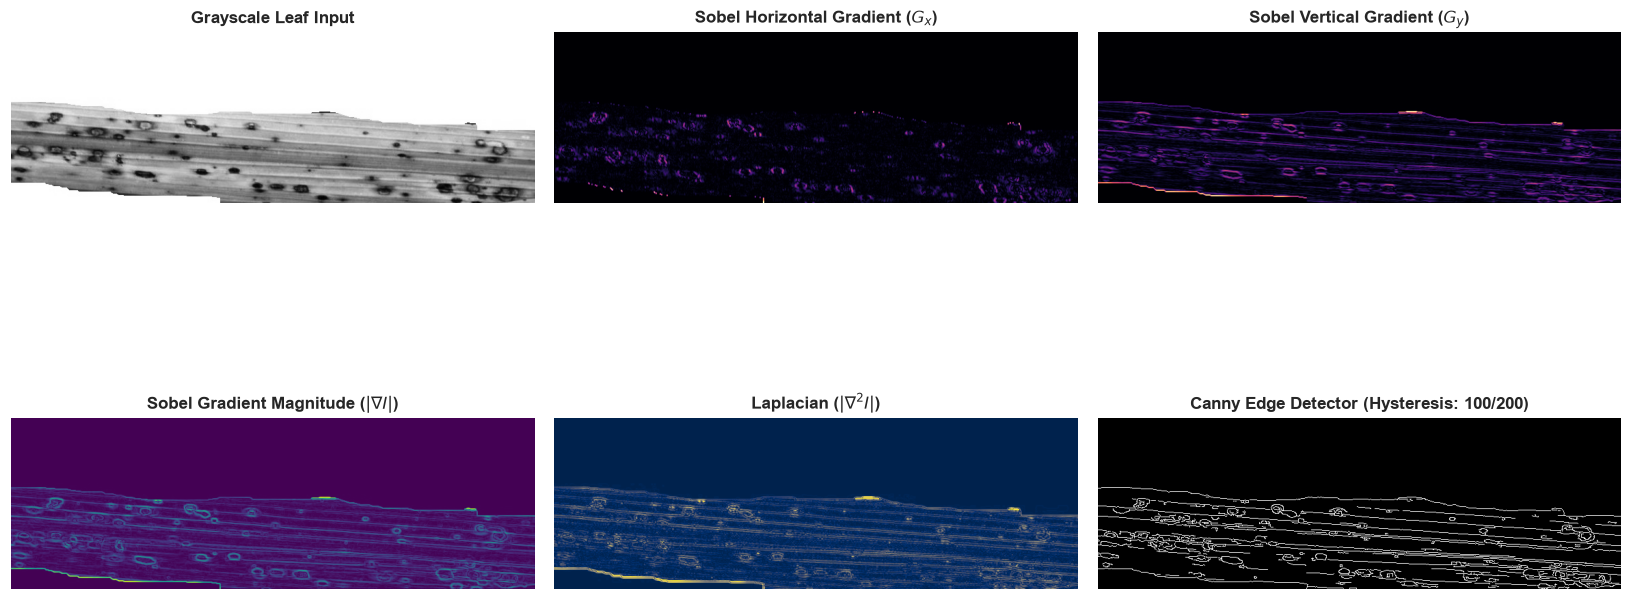 Grayscale Leaf Input
Sobel Horizontal Gradient (Gₓ)
Sobel Vertical Gradient (Gᵧ)
Sobel Gradient Magnitude (|∇I|)
Laplacian (|∇²I|)
Canny Edge Detector (Hysteresis: 100/200)